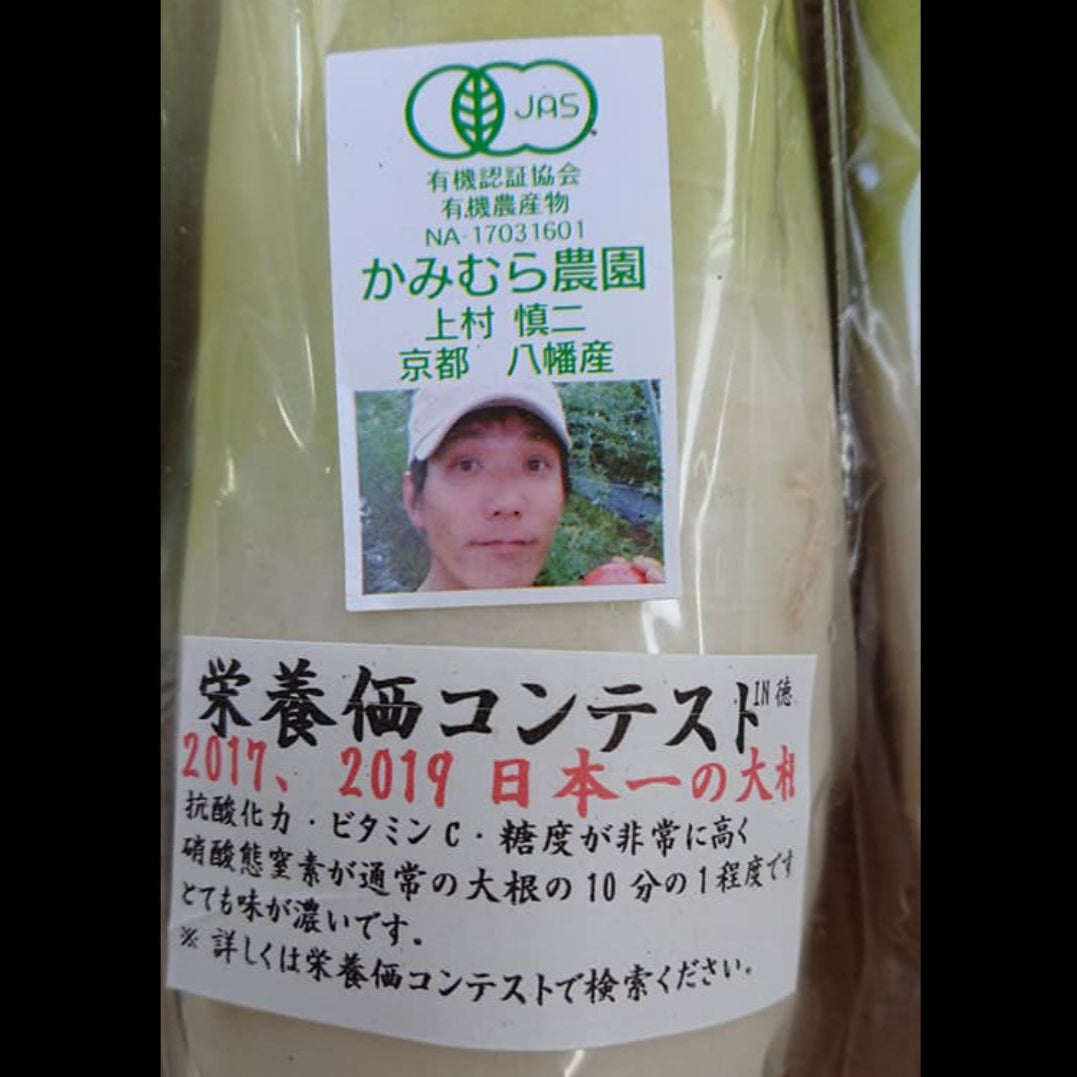 JAS
有機認証協会
有機農産物
NA-17031601
かみむら農園
上村 慎二
京都 八幡産
栄養価コンテスト IN 徳
2017、2019 日本一の大根
抗酸化力・ビタミンC・糖度が非常に高く
硝酸態窒素が通常の大根の10分の1程度です
とても味が濃いです。
※ 詳しくは栄養価コンテストで検索ください。